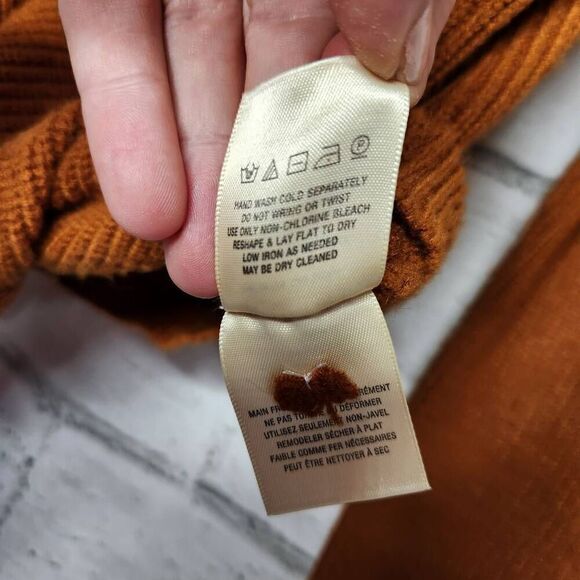 HAND WASH COLD SEPARATELY
DO NOT WRING OR TWIST
USE ONLY NON-CHLORINE BLEACH
RESHAPE & LAY FLAT TO DRY
LOW IRON AS NEEDED
MAY BE DRY CLEANED
MAIN
NE PAS DÉFORMER
UTILISEZ SEULEMENT NON-JAVEL
REMODELER SÈCHER À PLAT
FAIBLE COMME FER NÉCESSAIRES
PEUT ÊTRE NETTOYER À SEC